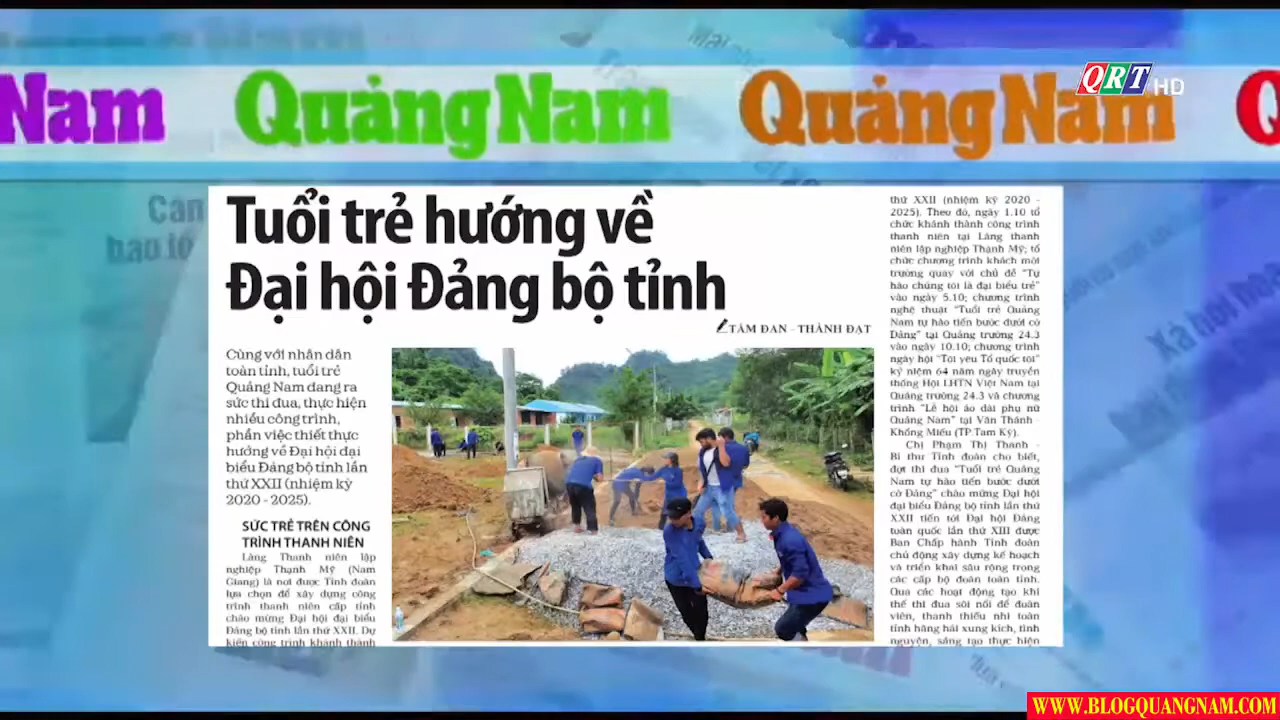 Nam QuảngNam QuảngNam Q
QRT HD
Tuổi trẻ hướng về
Đại hội Đảng bộ tỉnh
TÂM ĐAN - THÀNH ĐẠT
Cùng với nhân dân
toàn tỉnh, tuổi trẻ
Quảng Nam đang ra
sức thi đua, thực hiện
nhiều công trình,
phần việc thiết thực
hướng về Đại hội đại
biểu Đảng bộ tỉnh lần
thứ XXII (nhiệm kỳ
2020 - 2025).
SỨC TRẺ TRÊN CÔNG
TRÌNH THANH NIÊN
Làng Thanh niên lập
nghiệp Thạnh Mỹ (Nam
Giang) là nơi được Tỉnh đoàn
lựa chọn để xây dựng công
trình thanh niên cấp tỉnh
chào mừng Đại hội đại biểu
Đảng bộ tỉnh lần thứ XXII. Dự
kiến công trình khánh thành
thứ XXII (nhiệm kỳ 2020 -
2025). Theo đó, ngày 1.10 tổ
chức khánh thành công trình
thanh niên tại Làng thanh
niên lập nghiệp Thạnh Mỹ; tổ
chức chương trình khách mời
trường quay với chủ đề "Tự
hào chúng tôi là đại biểu trẻ"
vào ngày 5.10; chương trình
nghệ thuật "Tuổi trẻ Quảng
Nam tự hào tiến bước dưới cờ
Đảng" tại Quảng trường 24.3
vào ngày 10.10; chương trình
ngày hội "Tôi yêu Tổ quốc tôi"
kỷ niệm 64 năm ngày truyền
thống Hội LHTN Việt Nam tại
Quảng trường 24.3 và chương
trình "Lễ hội áo dài phụ nữ
Quảng Nam" tại Văn Thánh -
Khổng Miếu (TP.Tam Kỳ).
Chị Phạm Thị Thanh -
Bí thư Tỉnh đoàn cho biết,
đợt thi đua "Tuổi trẻ Quảng
Nam tự hào tiến bước dưới
cờ Đảng" chào mừng Đại hội
đại biểu Đảng bộ tỉnh lần thứ
XXII tiến tới Đại hội Đảng
toàn quốc lần thứ XIII được
Ban Chấp hành Tỉnh đoàn
chủ động xây dựng kế hoạch
và triển khai sâu rộng trong
các cấp bộ đoàn toàn tỉnh.
Qua các hoạt động tạo khí
thế thi đua sôi nổi để đoàn
viên, thanh thiếu nhi toàn
tỉnh hăng hái xung kích, tình
nguyện, sáng tạo thực hiện
WWW.BLOGQUANGNAM.COM